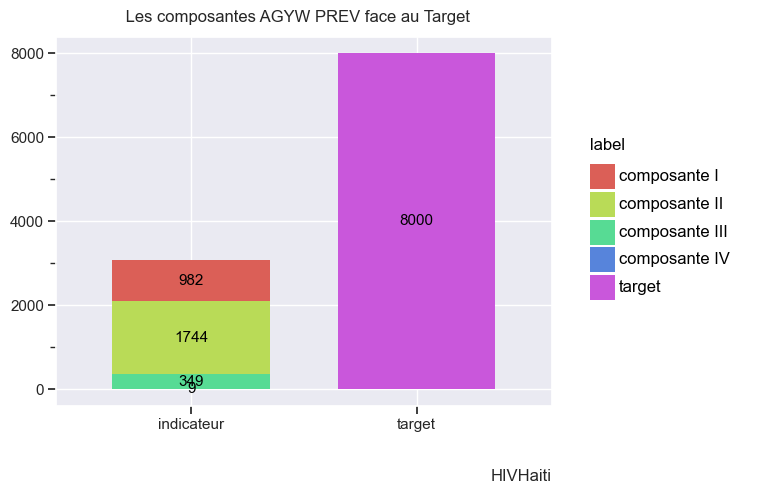 Les composantes AGYW PREV face au Target
8000
6000
4000
2000
0
982
1744
349
9
8000
indicateur
target
label
composante I
composante II
composante III
composante IV
target
HIVHaiti